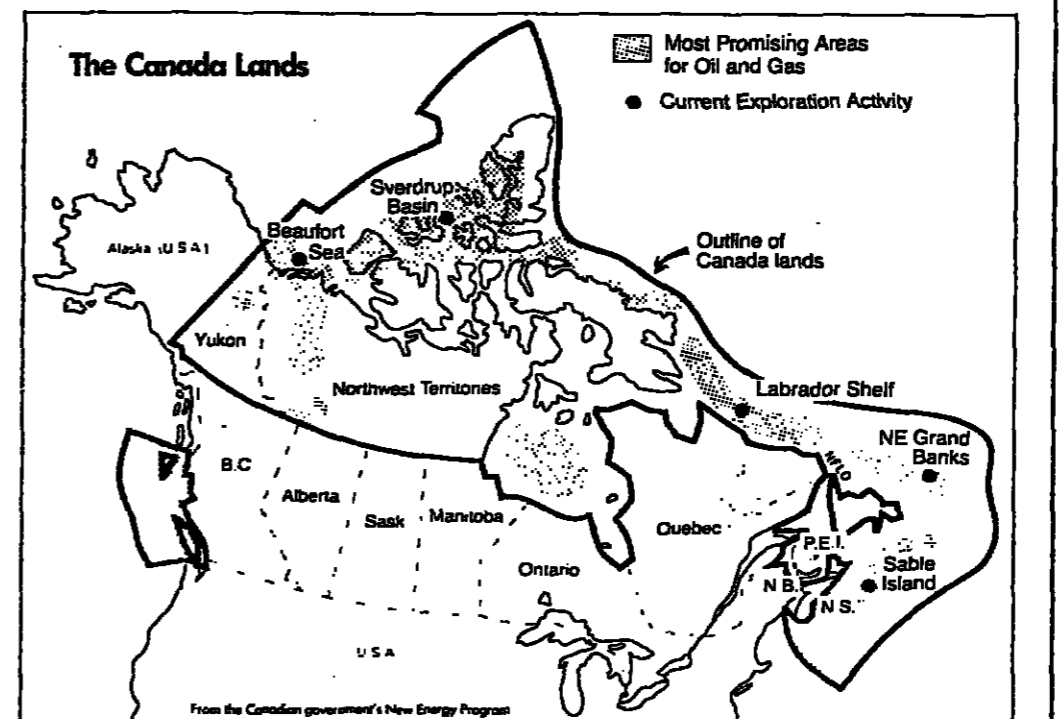 The Canada Lands
Most Promising Areas
for Oil and Gas
Current Exploration Activity
Sverdrup
Basin
Beaufort
Sea
Alaska (U S A)
Outline of
Canada lands
Yukon
Northwest Territories
Labrador Shelf
NE Grand
Banks
NFLD
B.C
Alberta
Sask
Manitoba
Quebec
Ontario
P.E.I.
Sable
Island
N B.
N S.
U S A
From the Canadian government's New Energy Program